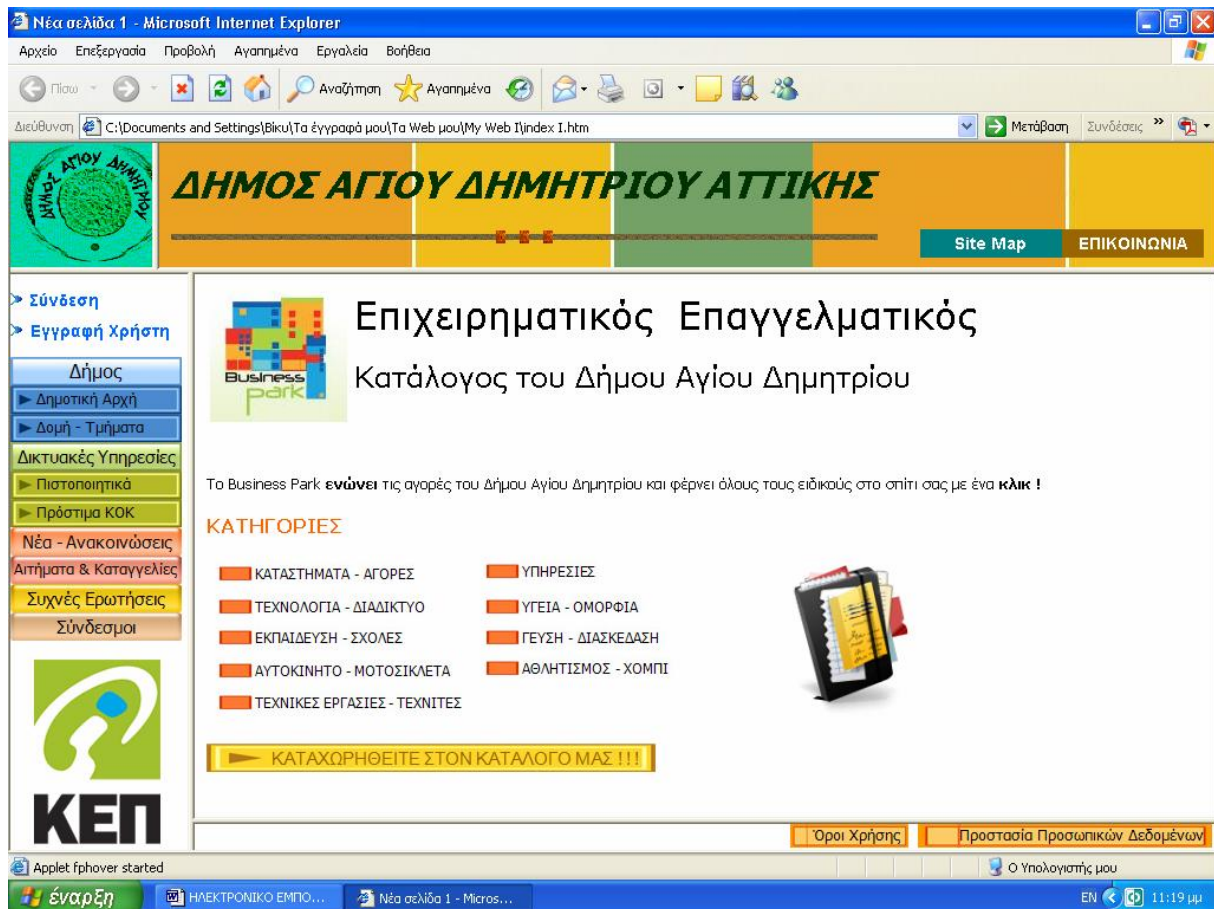 Νέα σελίδα 1 - Microsoft Internet Explorer
Αρχείο Επεξεργασία Προβολή Αγαπημένα Εργαλεία Βοήθεια
Πίσω Αναζήτηση Αγαπημένα
Διεύθυνση C:\Documents and Settings\Biku\Τα έγγραφά μου\Τα Web μου\My Web I\index I.htm Μετάβαση Συνδέσεις »
ΔΗΜΟΣ ΑΓΙΟΥ ΔΗΜΗΤΡΙΟΥ
ΔΗΜΟΣ ΑΓΙΟΥ ΔΗΜΗΤΡΙΟΥ ΑΤΤΙΚΗΣ
Site Map ΕΠΙΚΟΙΝΩΝΙΑ
Σύνδεση
Εγγραφή Χρήστη
Δήμος
Δημοτική Αρχή
Δομή - Τμήματα
Δικτυακές Υπηρεσίες
Πιστοποιητικά
Πρόστιμα ΚΟΚ
Νέα - Ανακοινώσεις
Αιτήματα & Καταγγελίες
Συχνές Ερωτήσεις
Σύνδεσμοι
ΚΕΠ
Business
park
Επιχειρηματικός Επαγγελματικός
Κατάλογος του Δήμου Αγίου Δημητρίου
Το Business Park ενώνει τις αγορές του Δήμου Αγίου Δημητρίου και φέρνει όλους τους ειδικούς στο σπίτι σας με ένα κλικ !
ΚΑΤΗΓΟΡΙΕΣ
ΚΑΤΑΣΤΗΜΑΤΑ - ΑΓΟΡΕΣ
ΤΕΧΝΟΛΟΓΙΑ - ΔΙΑΔΙΚΤΥΟ
ΕΚΠΑΙΔΕΥΣΗ - ΣΧΟΛΕΣ
ΑΥΤΟΚΙΝΗΤΟ - ΜΟΤΟΣΙΚΛΕΤΑ
ΤΕΧΝΙΚΕΣ ΕΡΓΑΣΙΕΣ - ΤΕΧΝΙΤΕΣ
ΥΠΗΡΕΣΙΕΣ
ΥΓΕΙΑ - ΟΜΟΡΦΙΑ
ΓΕΥΣΗ - ΔΙΑΣΚΕΔΑΣΗ
ΑΘΛΗΤΙΣΜΟΣ - ΧΟΜΠΙ
ΚΑΤΑΧΩΡΗΘΕΙΤΕ ΣΤΟΝ ΚΑΤΑΛΟΓΟ ΜΑΣ !!!
Όροι Χρήσης Προστασία Προσωπικών Δεδομένων
Applet fphover started Ο Υπολογιστής μου
έναρξη ΗΛΕΚΤΡΟΝΙΚΟ ΕΜΠΟ... Νέα σελίδα 1 - Micros... EN 11:19 μμ